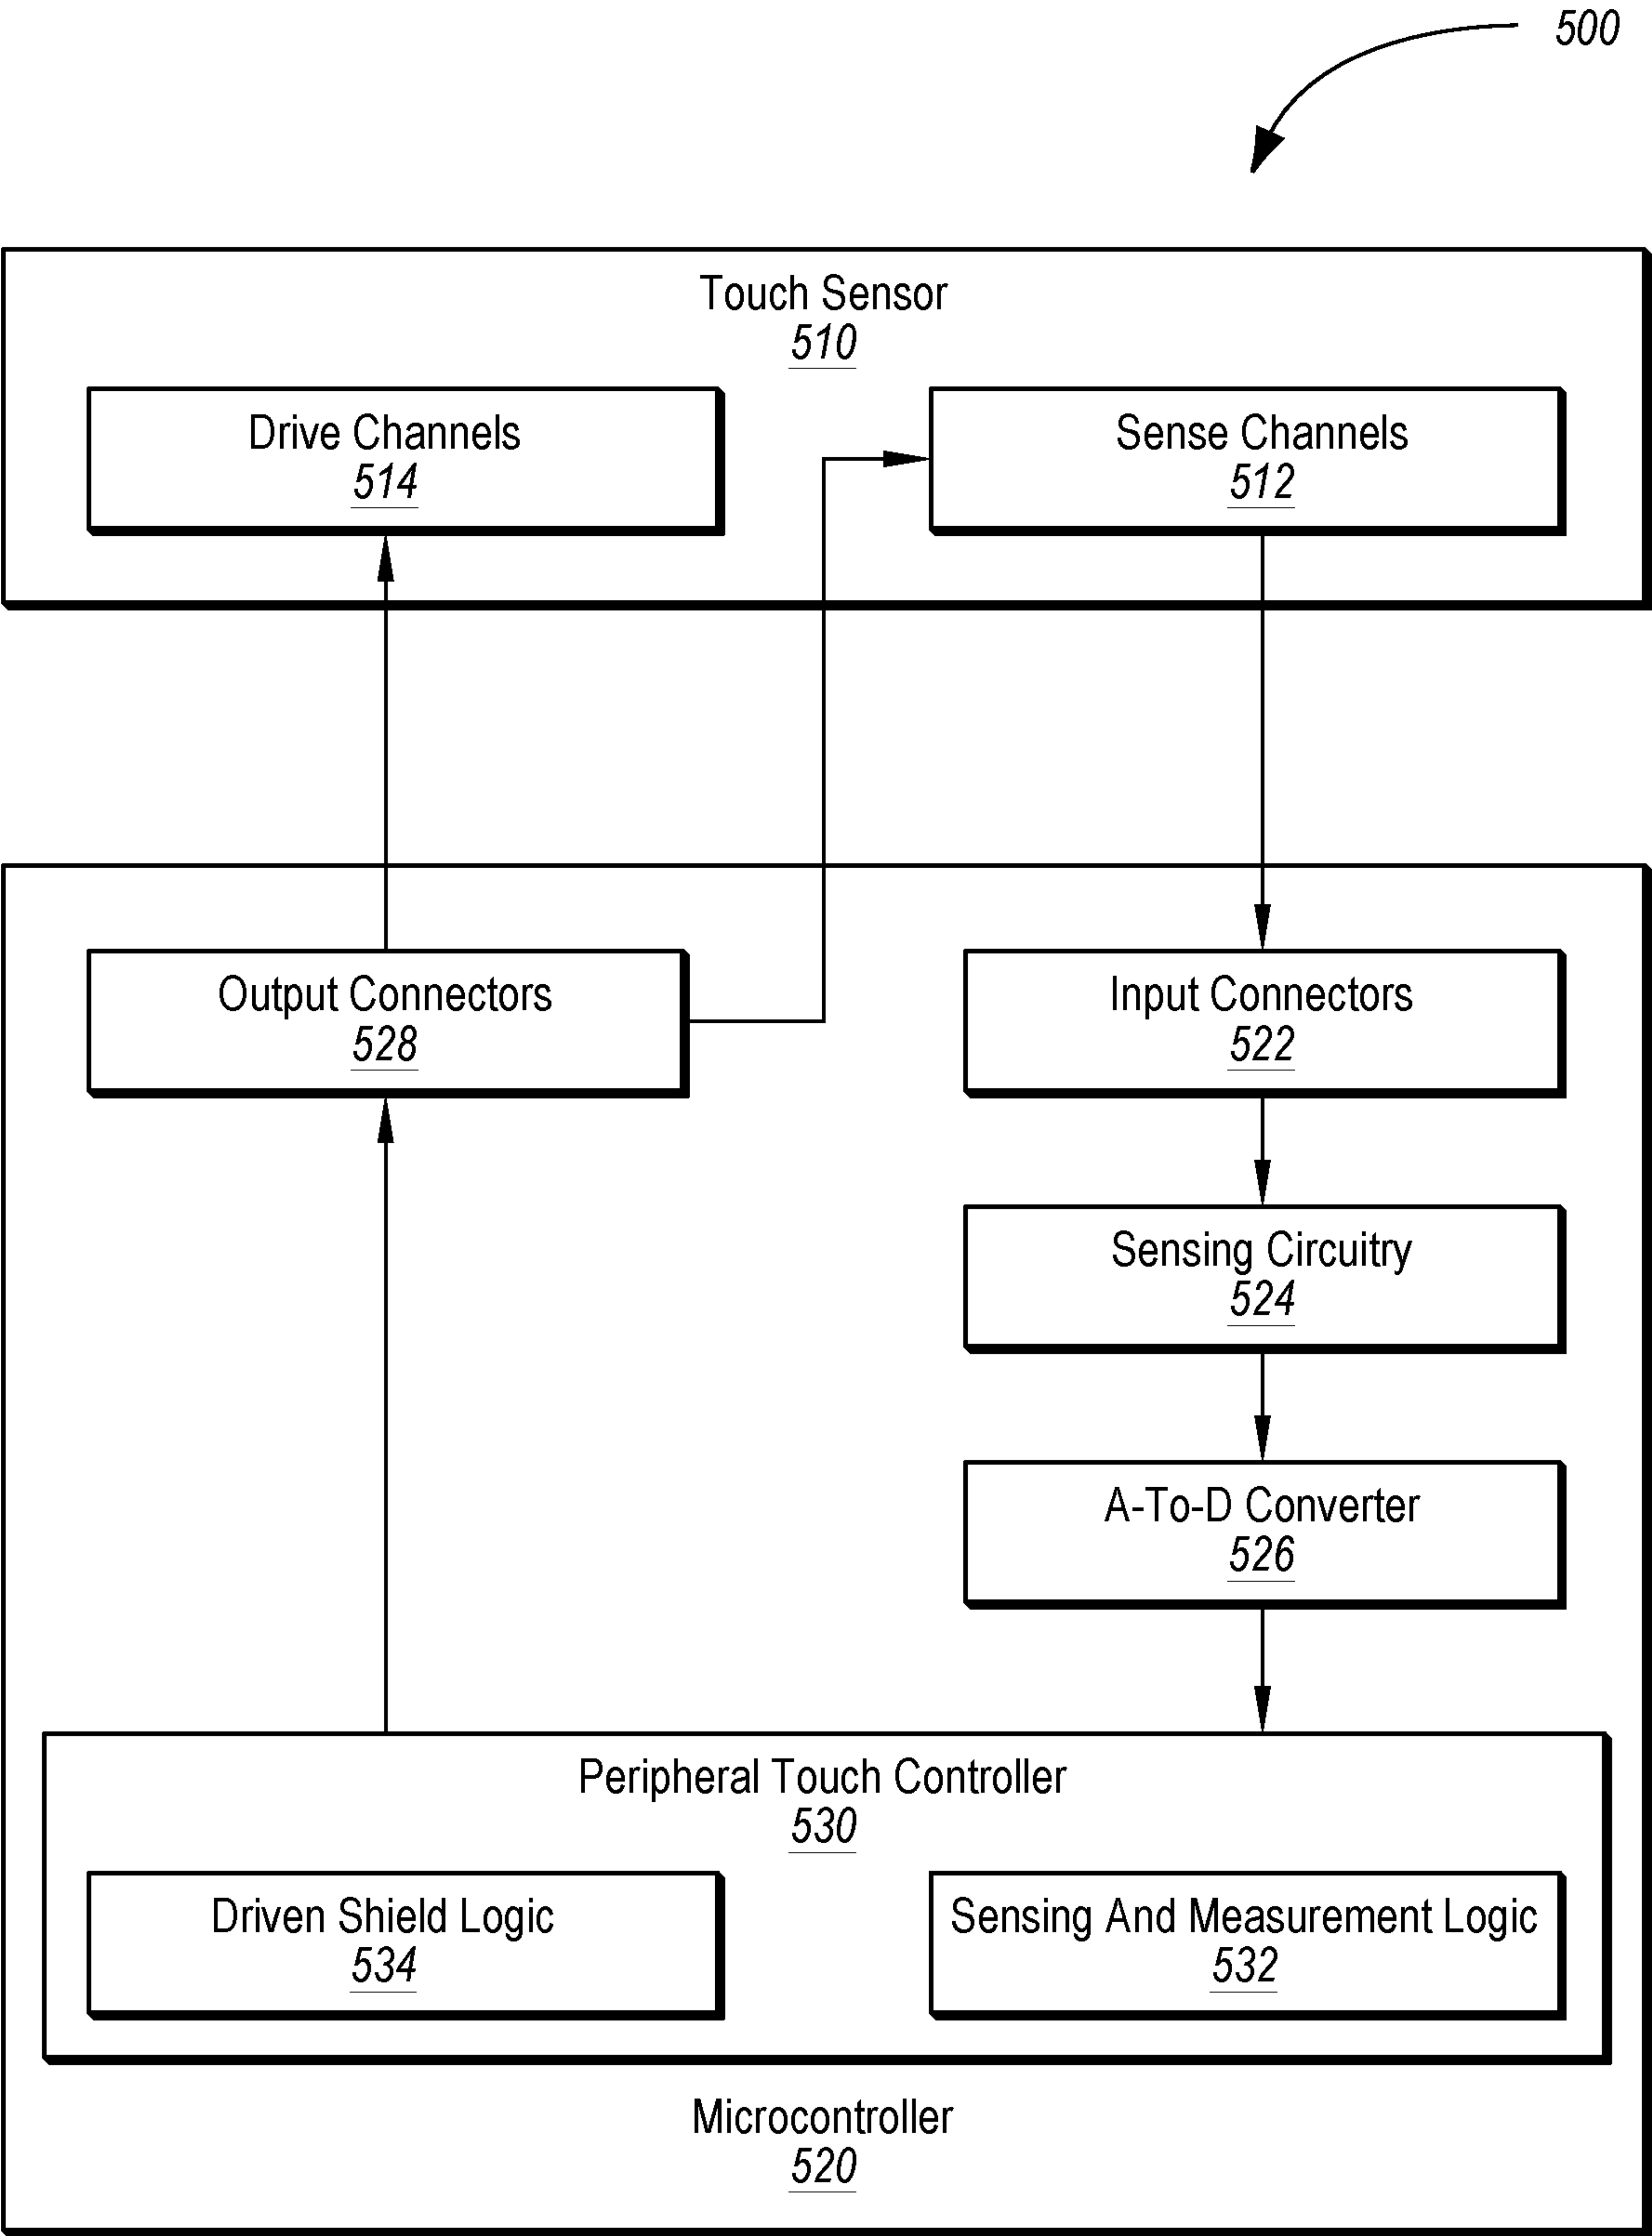 500
Touch Sensor
510
Drive Channels
514
Sense Channels
512
Output Connectors
528
Input Connectors
522
Sensing Circuitry
524
A-To-D Converter
526
Peripheral Touch Controller
530
Driven Shield Logic
534
Sensing And Measurement Logic
532
Microcontroller
520